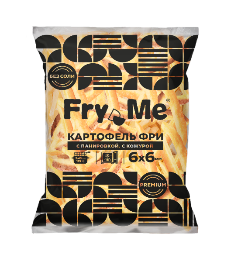 БЕЗ СОЛИ
Fry Me
КАРТОФЕЛЬ ФРИ
С ПАНИРОВКОЙ, С КОЖУРОЙ
6x6
PREMIUM